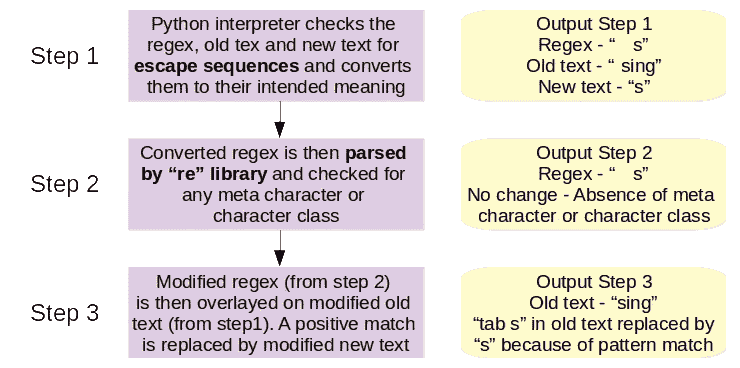 Step 1
Python interpreter checks the
regex, old tex and new text for
escape sequences and converts
them to their intended meaning
Output Step 1
Regex - “    s”
Old text - “ sing”
New text - “s”
Step 2
Converted regex is then parsed
by “re” library and checked for
any meta character or
character class
Output Step 2
Regex - “    s”
No change - Absence of meta
character or character class
Step 3
Modified regex (from step 2)
is then overlayed on modified old
text (from step1). A positive match
is replaced by modified new text
Output Step 3
Old text - “sing”
“tab s” in old text replaced by
“s” because of pattern match